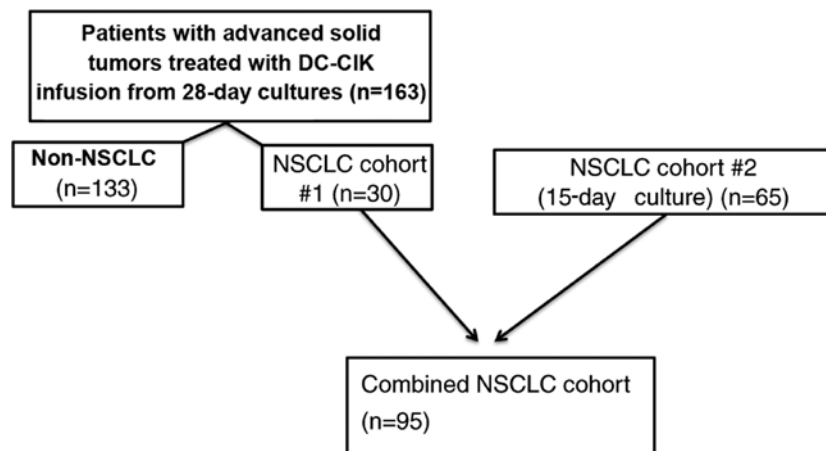 Patients with advanced solid
tumors treated with DC-CIK
infusion from 28-day cultures (n=163)
Non-NSCLC
(n=133)
NSCLC cohort
#1 (n=30)
NSCLC cohort #2
(15-day culture) (n=65)
Combined NSCLC cohort
(n=95)